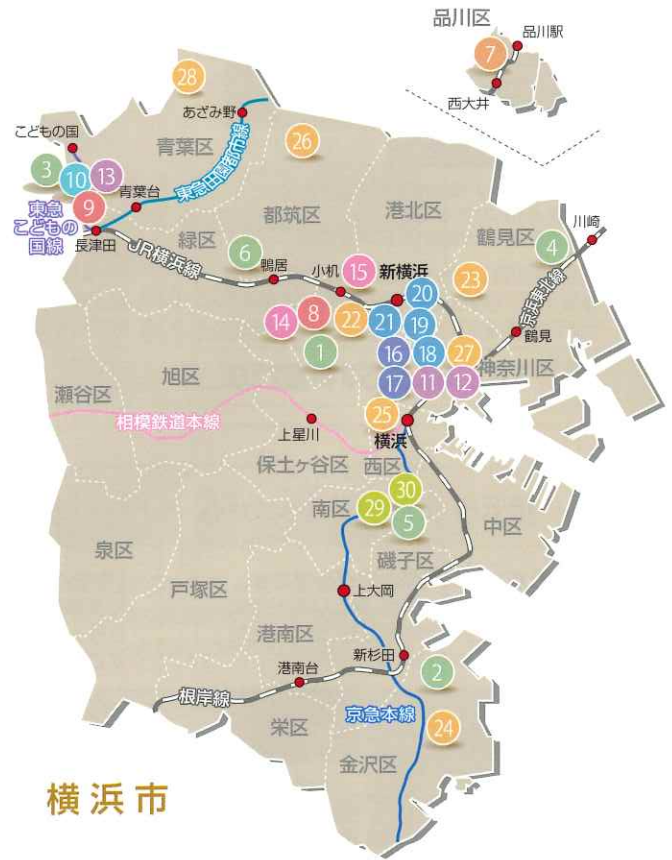 品川区
品川駅
7
西大井
28
あざみ野
こどもの国
青葉区
26
3
10
13
青葉台
東急田園都市線
都筑区
港北区
9
東急
こどもの
国線
長津田
緑区
JR横浜線
6
鴨居
小机
15
新横浜
20
鶴見区
4
川崎
23
京浜東北線
鶴見
14
8
22
21
19
1
16
18
27
神奈川区
17
11
12
旭区
瀬谷区
相模鉄道本線
上星川
25
横浜
保土ヶ谷区
西区
30
南区
29
5
中区
泉区
磯子区
戸塚区
上大岡
港南区
新杉田
港南台
2
根岸線
京急本線
24
栄区
金沢区
横浜市